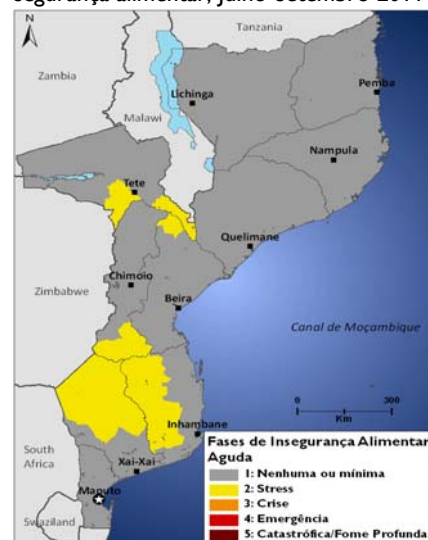 segurança alimentar, julho-setembro 2011
N
Tanzania
Zambia
Malawi
Lichinga
Pemba
Nampula
Tete
Quelimane
Chimoio
Zimbabwe
Beira
Canal de Moçambique
0 300
Km
Inhambane
South
Africa
Xai-Xai
Maputo
Swaziland
Fases de Insegurança Alimentar
Aguda
1: Nenhuma ou mínima
2: Stress
3: Crise
4: Emergência
5: Catastrófica/Fome Profunda